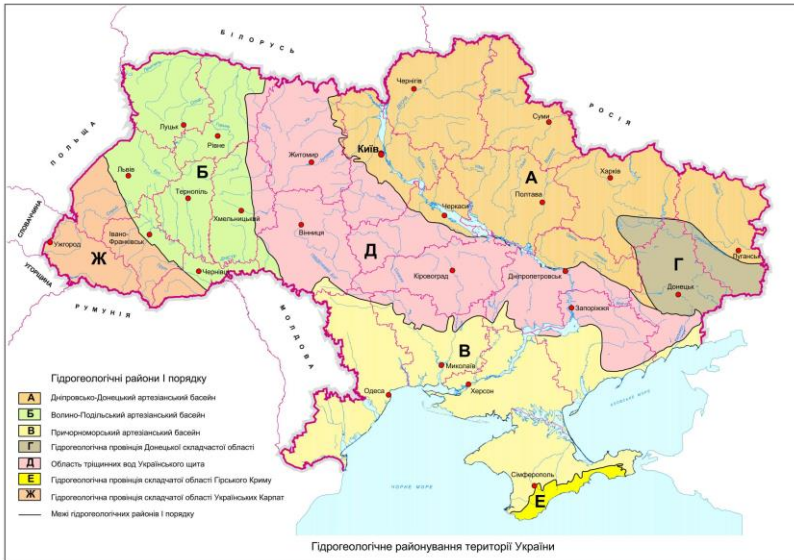 БІЛОРУСЬ
РОСІЯ
ПОЛЬЩА
СЛОВАЧЧИНА
УГОРЩИНА
РУМУНІЯ
МОЛДОВА
Чернігів
Суми
Луцьк
Рівне
Київ
Житомир
Львів
Б
А
Харків
Тернопіль
Полтава
Хмельницький
Черкаси
Вінниця
Івано-
Франківськ
Ужгород
Ж
Д
Г
Луганськ
Чернівці
Кіровоград
Дніпропетровськ
Донецьк
Запоріжжя
В
Миколаїв
Херсон
Одеса
АЗОВСЬКЕ МОРЕ
ЧОРНЕ МОРЕ
Сімферополь
Е
Гідрогеологічні райони I порядку
А Дніпровсько-Донецький артезіанський басейн
Б Волино-Подільський артезіанський басейн
В Причорноморський артезіанський басейн
Г Гідрогеологічна провінція Донецької складчастої області
Д Область тріщинних вод Українського щита
Е Гідрогеологічна провінція складчатої області Гірського Криму
Ж Гідрогеологічна провінція складчатої області Українських Карпат
Межі гідрогеологічних районів I порядку
Гідрогеологічне районування території України